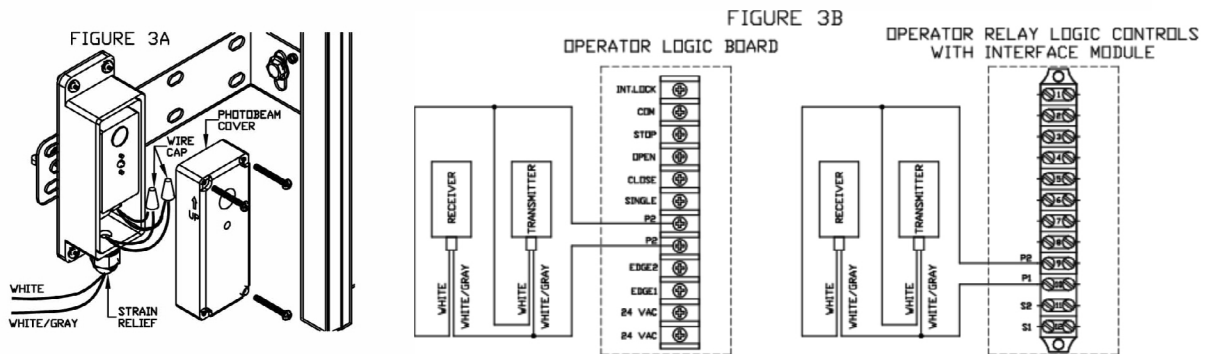 FIGURE 3A
PHOTOBEAM
COVER
WIRE
CAP
↑
UP
WHITE
WHITE/GRAY
STRAIN
RELIEF
FIGURE 3B
OPERATOR LOGIC BOARD
INT.LOCK
COM
STOP
OPEN
CLOSE
SINGLE
P2
P2
EDGE2
EDGE1
24 VAC
24 VAC
RECEIVER
TRANSMITTER
WHITE
WHITE/GRAY
WHITE
WHITE/GRAY
OPERATOR RELAY LOGIC CONTROLS
WITH INTERFACE MODULE
1
2
3
4
5
6
7
8
P2 9
P1 10
S2 11
S1 12
RECEIVER
TRANSMITTER
WHITE
WHITE/GRAY
WHITE
WHITE/GRAY